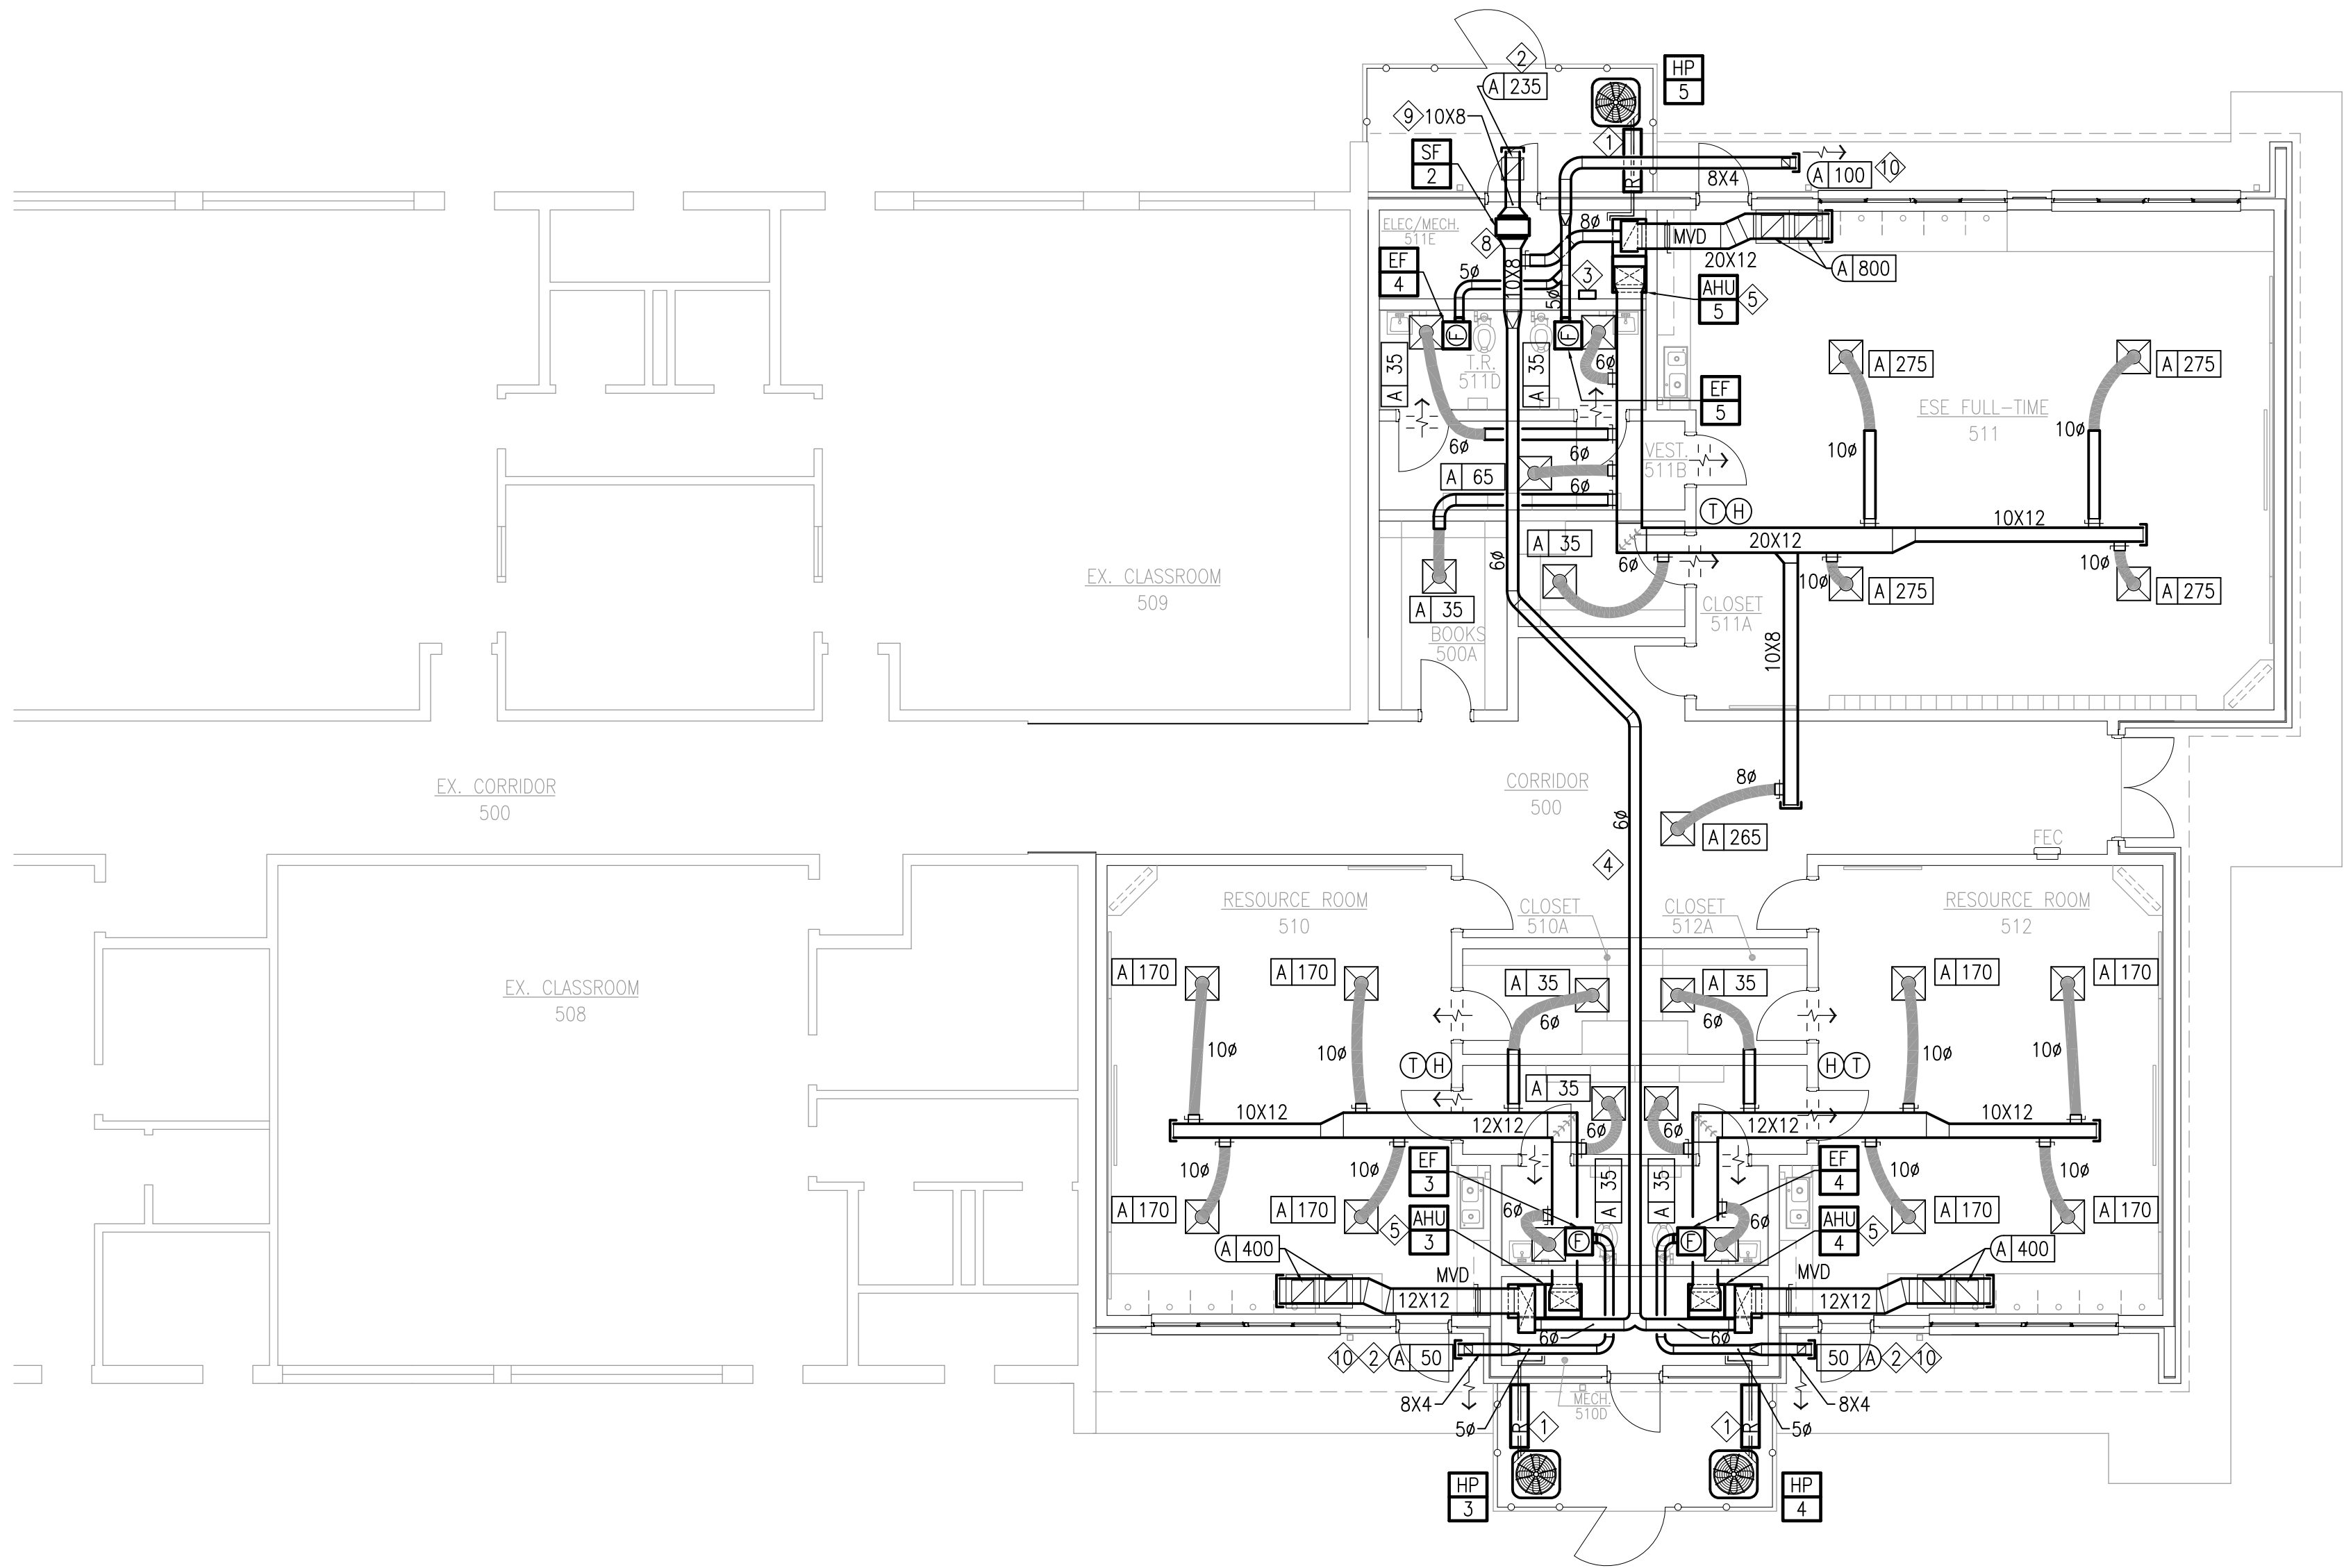 2
A 235
HP
5
9 10X8
1
SF
2
R
8X4
A 100
10
ELEC/MECH.
511E
8ø
8
MVD
20X12
A 800
EF
4
5ø
10X8
3
5ø
AHU
5
5
F
F
A 35
T.R.
511D
A 35
6ø
EF
5
A 275
A 275
ESE FULL-TIME
511
10ø
10ø
6ø
6ø
VEST.
511B
A 65
6ø
T H
10X12
A 35
20X12
6ø
6ø
10ø
10ø
A 275
A 275
EX. CLASSROOM
509
A 35
CLOSET
511A
BOOKS
500A
10X8
EX. CORRIDOR
500
CORRIDOR
500
8ø
6ø
A 265
FEC
4
RESOURCE ROOM
510
CLOSET
510A
CLOSET
512A
RESOURCE ROOM
512
A 170
A 170
A 35
A 35
A 170
A 170
EX. CLASSROOM
508
6ø
6ø
10ø
10ø
10ø
10ø
T H
H T
A 35
10X12
12X12
12X12
10X12
6ø
6ø
10ø
10ø
EF
3
A 35
A 35
EF
4
10ø
10ø
A 170
A 170
6ø
6ø
A 170
A 170
5
AHU
3
F
F
AHU
4
5
A 400
A 400
MVD
MVD
12X12
12X12
6ø
6ø
10 2 A 50
50 A 2 10
8X4
MECH.
510D
8X4
5ø
R
1
1
R
5ø
HP
3
HP
4